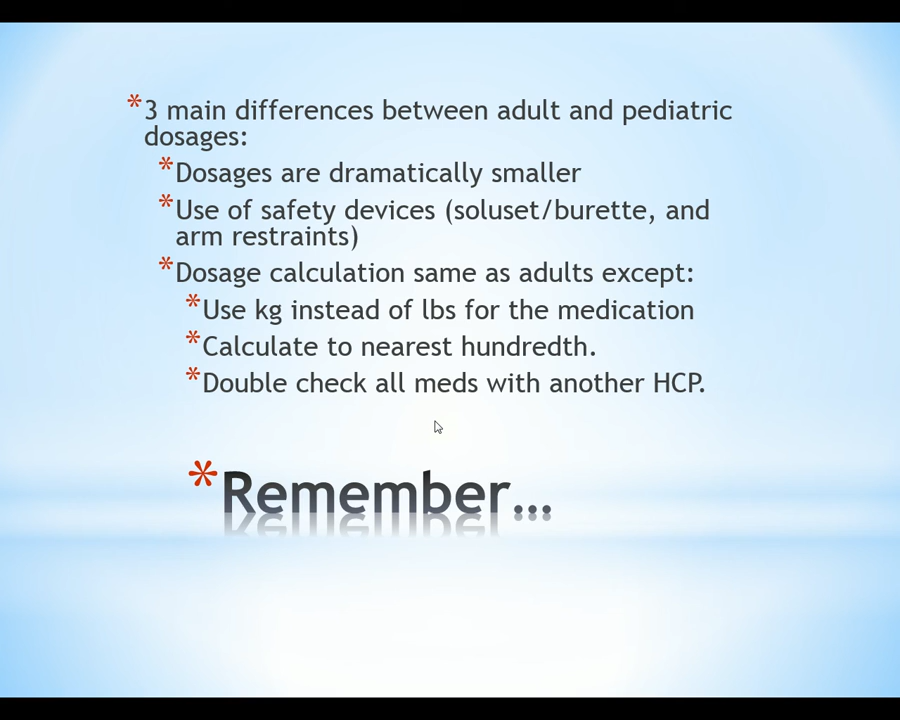 *3 main differences between adult and pediatric
dosages:
*Dosages are dramatically smaller
*Use of safety devices (soluset/burette, and
arm restraints)
*Dosage calculation same as adults except:
*Use kg instead of lbs for the medication
*Calculate to nearest hundredth.
*Double check all meds with another HCP.
*Remember...